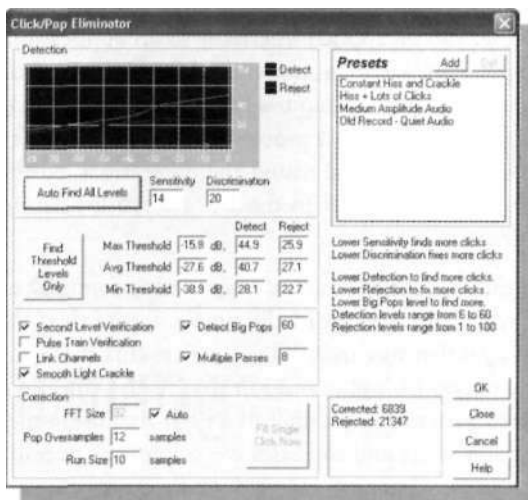 Click/Pop Eliminator
Detection
Detect
Reject
Auto Find All Levels
Sensitivity
14
Discrimination
20
Detect Reject
Find Threshold Levels Only
Max Threshold -15.8 dB, 44.9 25.9
Avg Threshold -27.6 dB, 40.7 27.1
Min Threshold -38.9 dB, 28.1 22.7
Second Level Verification
Pulse Train Verification
Link Channels
Smooth Light Crackle
Detect Big Pops 60
Multiple Passes 8
Correction
FFT Size 32 Auto
Pop Oversamples 12 samples
Run Size 10 samples
Fill Single Click Now
Presets
Add Del
Constant Hiss and Crackle
Hiss + Lots of Clicks
Medium Amplitude Audio
Old Record - Quiet Audio
Lower Sensitivity finds more clicks
Lower Discrimination fixes more clicks
Lower Detection to find more clicks.
Lower Rejection to fix more clicks.
Lower Big Pops level to find more.
Detection levels range from 6 to 60
Rejection levels range from 1 to 100
Corrected: 6839
Rejected: 21347
OK
Close
Cancel
Help